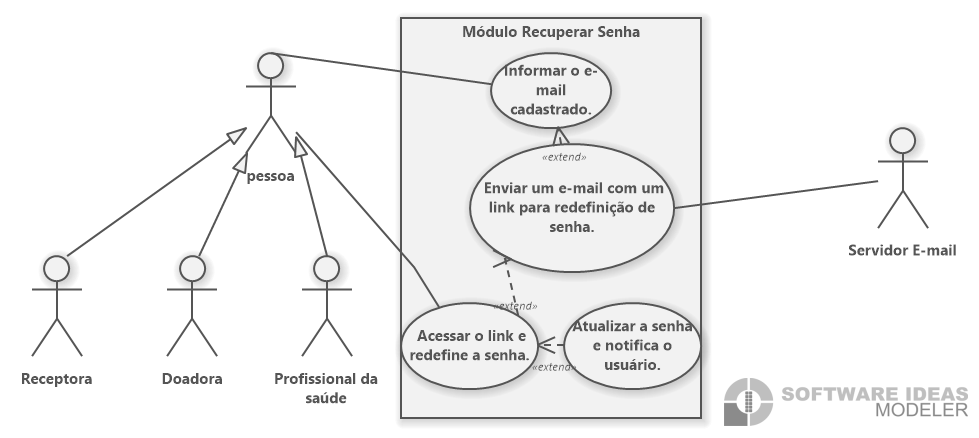 Módulo Recuperar Senha
Informar o e-
mail
cadastrado.
«extend»
pessoa
Enviar um e-mail com um
link para redefinição de
senha.
Servidor E-mail
«extend»
Acessar o link e
redefine a senha.
Atualizar a senha
e notifica o
usuário.
«extend»
Receptora
Doadora
Profissional da
saúde
SOFTWARE IDEAS
MODELER